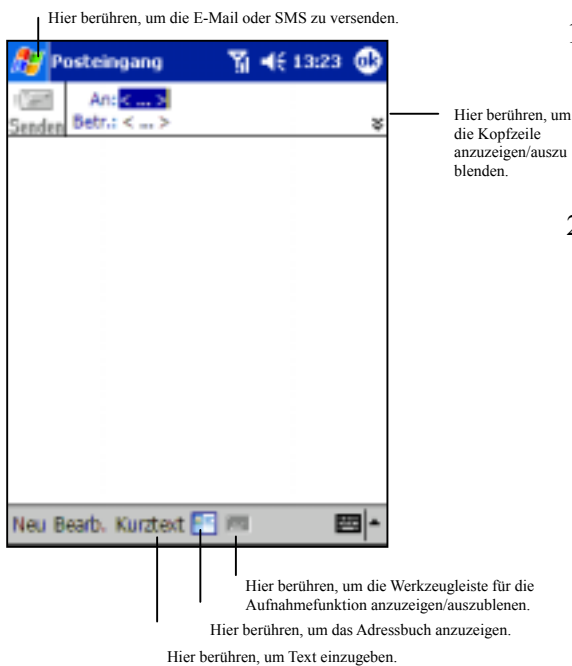 Hier berühren, um die E-Mail oder SMS zu versenden.
Posteingang 13:23 ok
An: < ... >
Senden Betr.: < ... >
Hier berühren, um
die Kopfzeile
anzuzeigen/auszu
blenden.
Neu Bearb. Kurztext
Hier berühren, um die Werkzeugleiste für die
Aufnahmefunktion anzuzeigen/auszublenen.
Hier berühren, um das Adressbuch anzuzeigen.
Hier berühren, um Text einzugeben.